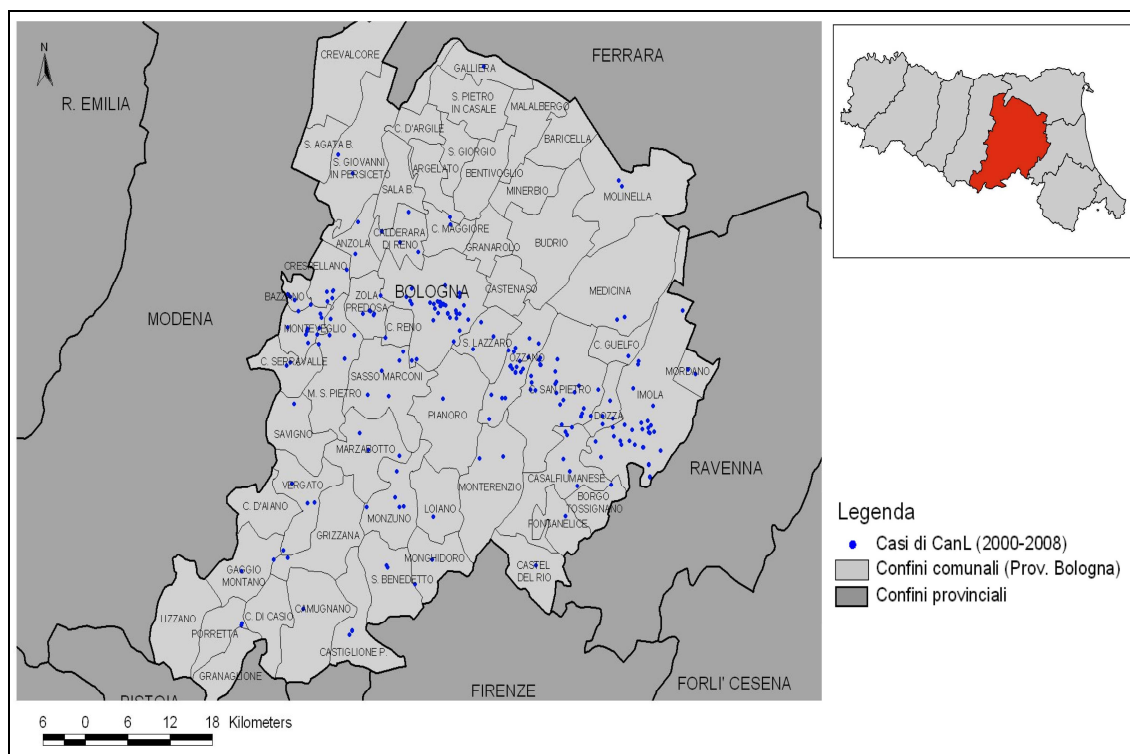 N
CREVALCORE
FERRARA
GALLIERA
R. EMILIA
S. PIETRO
IN CASALE
MALALBERGO
C. D'ARGILE
BARICELLA
S. AGATA B.
S. GIORGIO
S. GIOVANNI
IN PERSICETO
ARGELATO
BENTIVOGLIO
SALA B.
MINERBIO
MOLINELLA
CALDERARA
DI RENO
C. MAGGIORE
ANZOLA
GRANAROLO
BUDRIO
CRESPELLANO
BAZZANO
ZOLA
PREDOSA
BOLOGNA
CASTENASO
MEDICINA
MODENA
MONTEVEGLIO
C. RENO
S. LAZZARO
C. GUELFO
C. SERRAVALLE
OZZANO
MORDANO
SASSO MARCONI
M. S. PIETRO
SAN PIETRO
IMOLA
PIANORO
DOZZA
SAVIGNO
MARZABOTTO
RAVENNA
VERGATO
MONTERENZIO
CASALFIUMANESE
C. D'AIANO
BORGO
TOSSIGNANO
MONZUNO
LOIANO
FONTANELICE
GRIZZANA
GAGGIO
MONTANO
MONGHIDORO
S. BENEDETTO
CASTEL
DEL RIO
CAMUGNANO
LIZZANO
C. DI CASIO
PORRETTA
CASTIGLIONE P.
GRANAGLIONE
FIRENZE
FORLI' CESENA
PISTOIA
Legenda
Casi di CanL (2000-2008)
Confini comunali (Prov. Bologna)
Confini provinciali
6 0 6 12 18 Kilometers